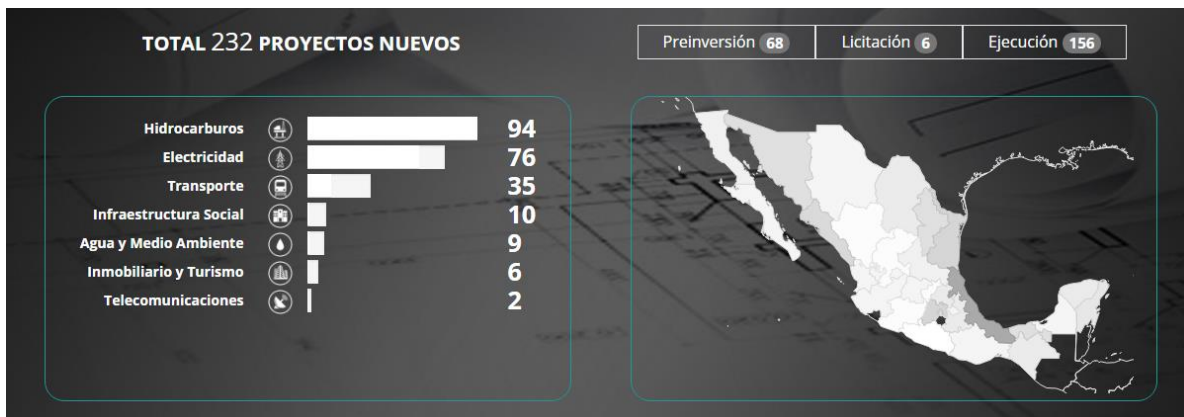 TOTAL 232 PROYECTOS NUEVOS
Preinversión 68
Licitación 6
Ejecución 156
Hidrocarburos 94
Electricidad 76
Transporte 35
Infraestructura Social 10
Agua y Medio Ambiente 9
Inmobiliario y Turismo 6
Telecomunicaciones 2